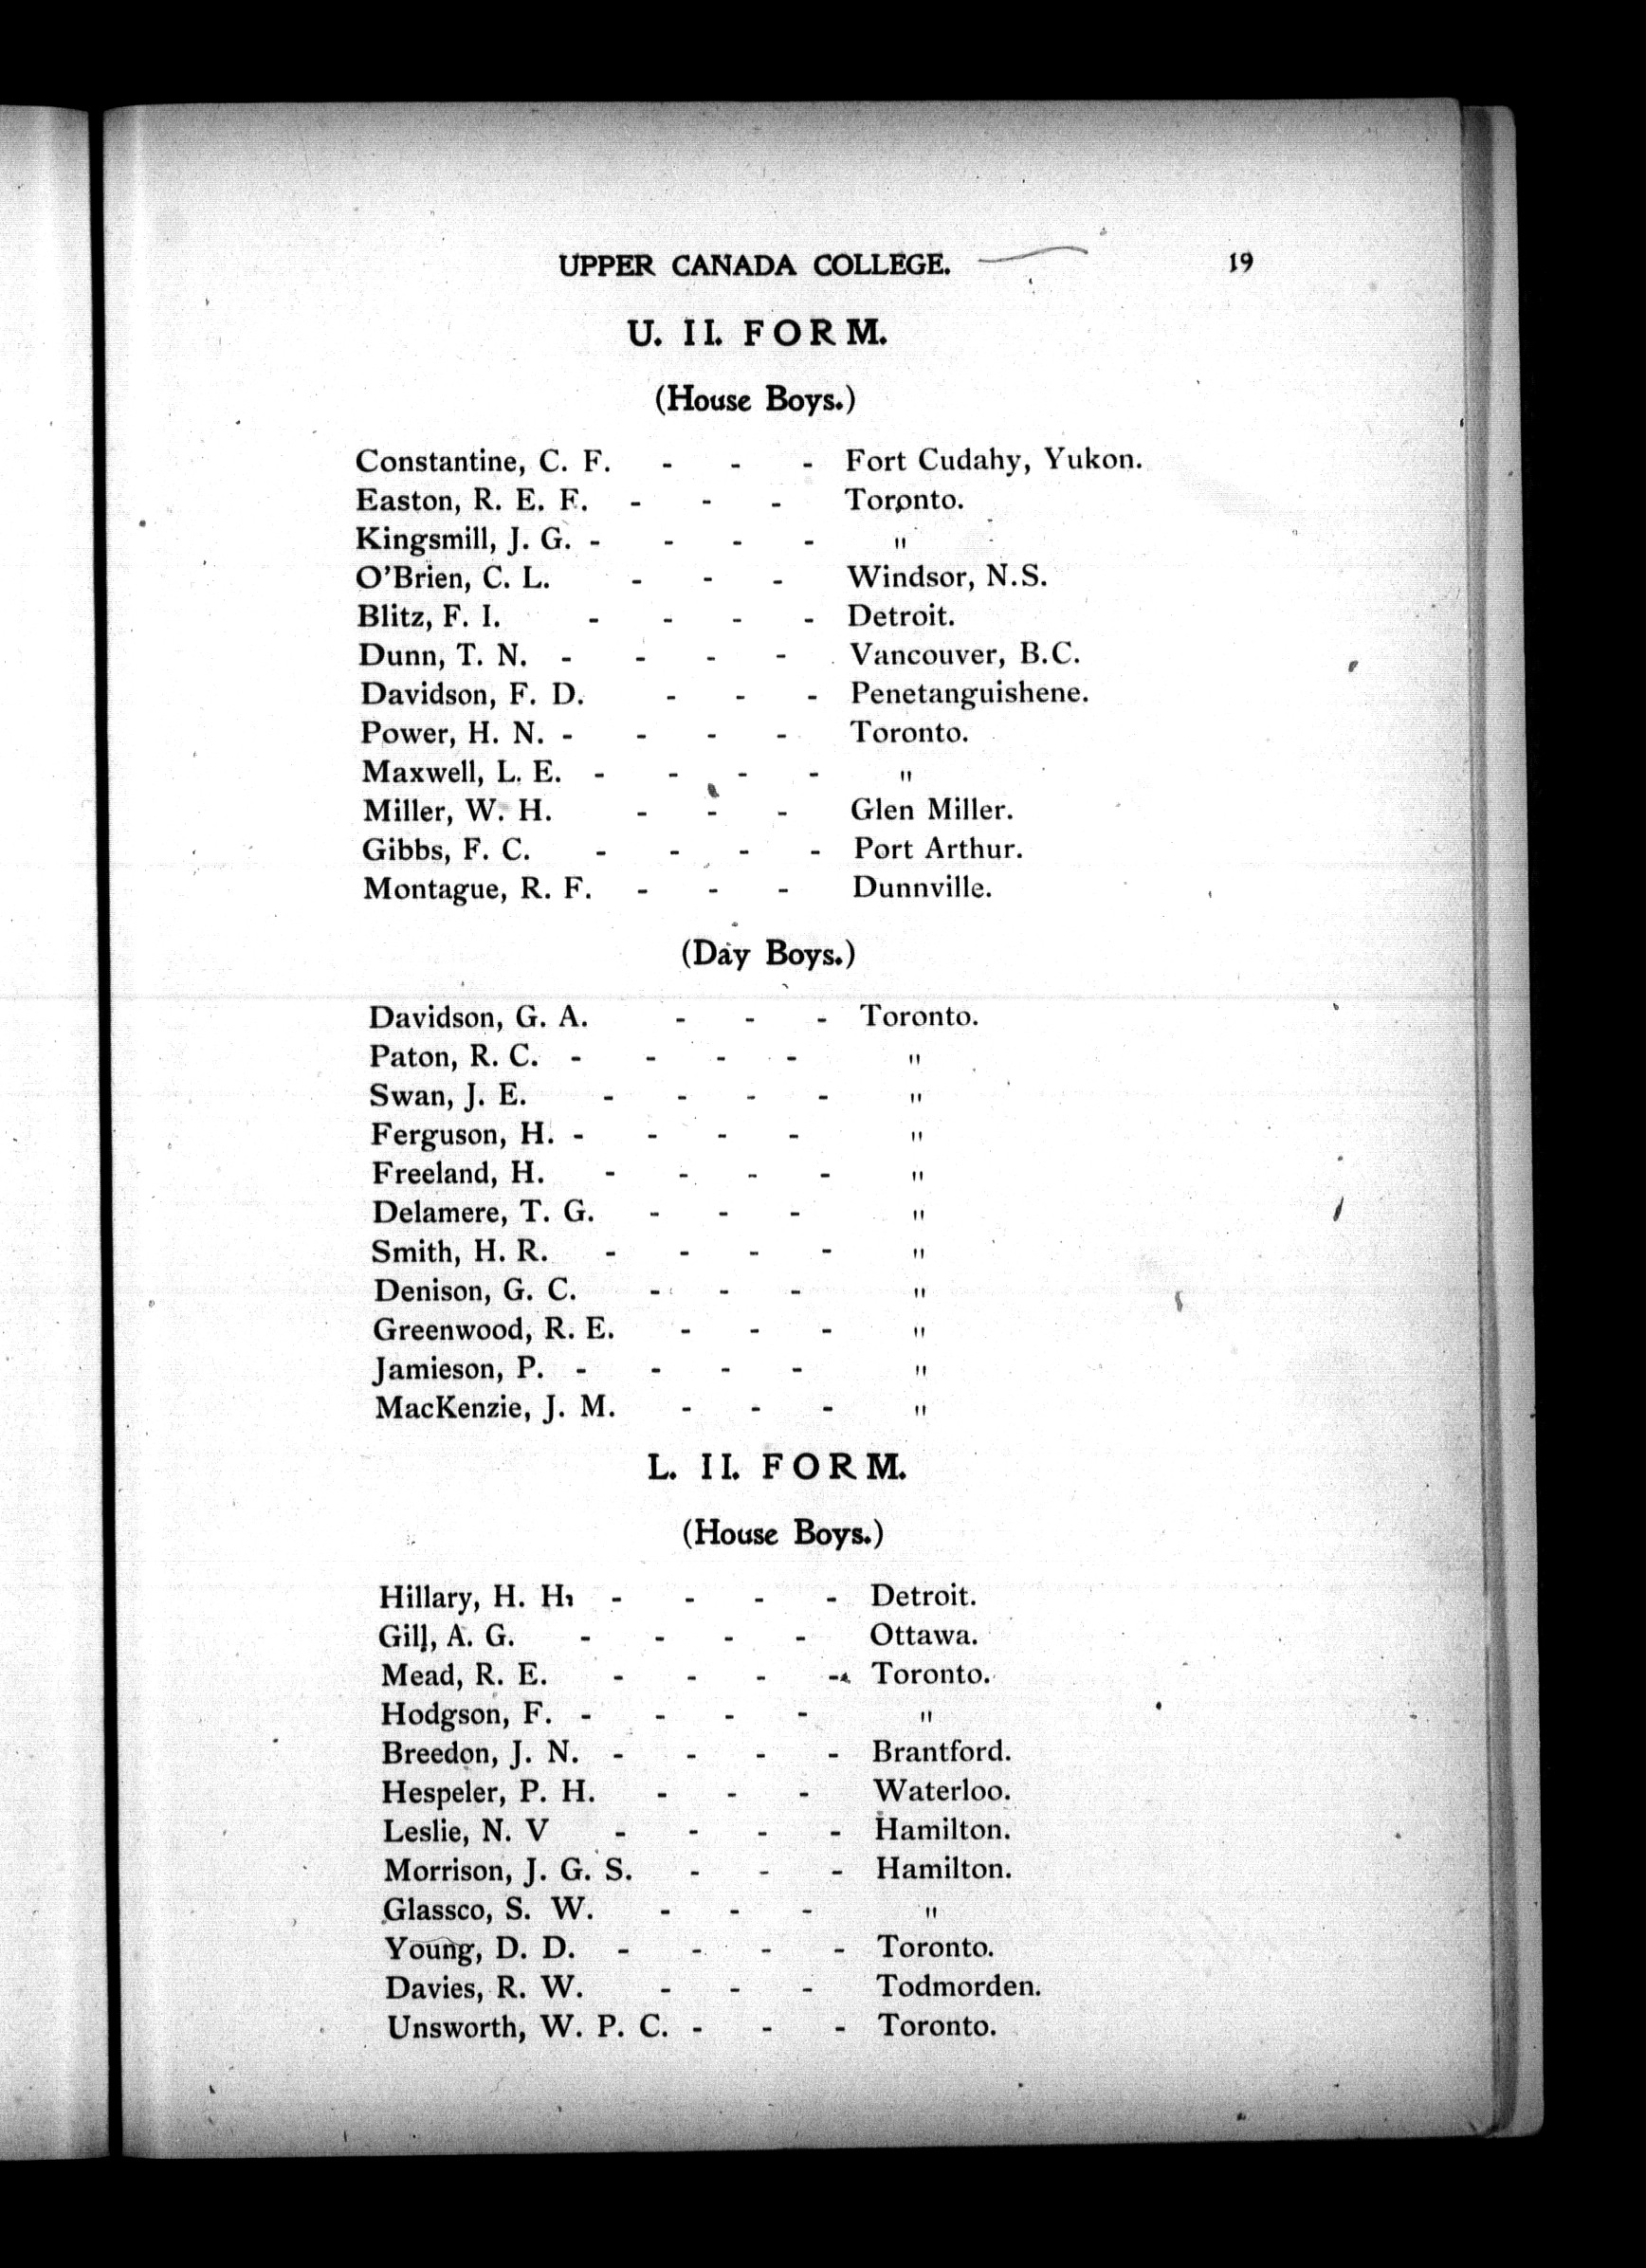 UPPER CANADA COLLEGE. 19
U. II. FORM.
(House Boys.)
Constantine, C. F. - - - Fort Cudahy, Yukon.
Easton, R. E. F. - - - Toronto.
Kingsmill, J. G. - - - - "
O'Brien, C. L. - - - Windsor, N.S.
Blitz, F. I. - - - - Detroit.
Dunn, T. N. - - - - Vancouver, B.C.
Davidson, F. D. - - - Penetanguishene.
Power, H. N. - - - - Toronto.
Maxwell, L. E. - - - - "
Miller, W. H. - - - Glen Miller.
Gibbs, F. C. - - - - Port Arthur.
Montague, R. F. - - - Dunnville.
(Day Boys.)
Davidson, G. A. - - - Toronto.
Paton, R. C. - - - - "
Swan, J. E. - - - - "
Ferguson, H. - - - - "
Freeland, H. - - - - "
Delamere, T. G. - - - "
Smith, H. R. - - - - "
Denison, G. C. - - - "
Greenwood, R. E. - - - "
Jamieson, P. - - - - "
MacKenzie, J. M. - - - "
L. II. FORM.
(House Boys.)
Hillary, H. H. - - - - Detroit.
Gill, A. G. - - - - Ottawa.
Mead, R. E. - - - - Toronto.
Hodgson, F. - - - - "
Breedon, J. N. - - - - Brantford.
Hespeler, P. H. - - - Waterloo.
Leslie, N. V - - - - Hamilton.
Morrison, J. G. S. - - - Hamilton.
Glassco, S. W. - - - "
Young, D. D. - - - - Toronto.
Davies, R. W. - - - Todmorden.
Unsworth, W. P. C. - - - Toronto.